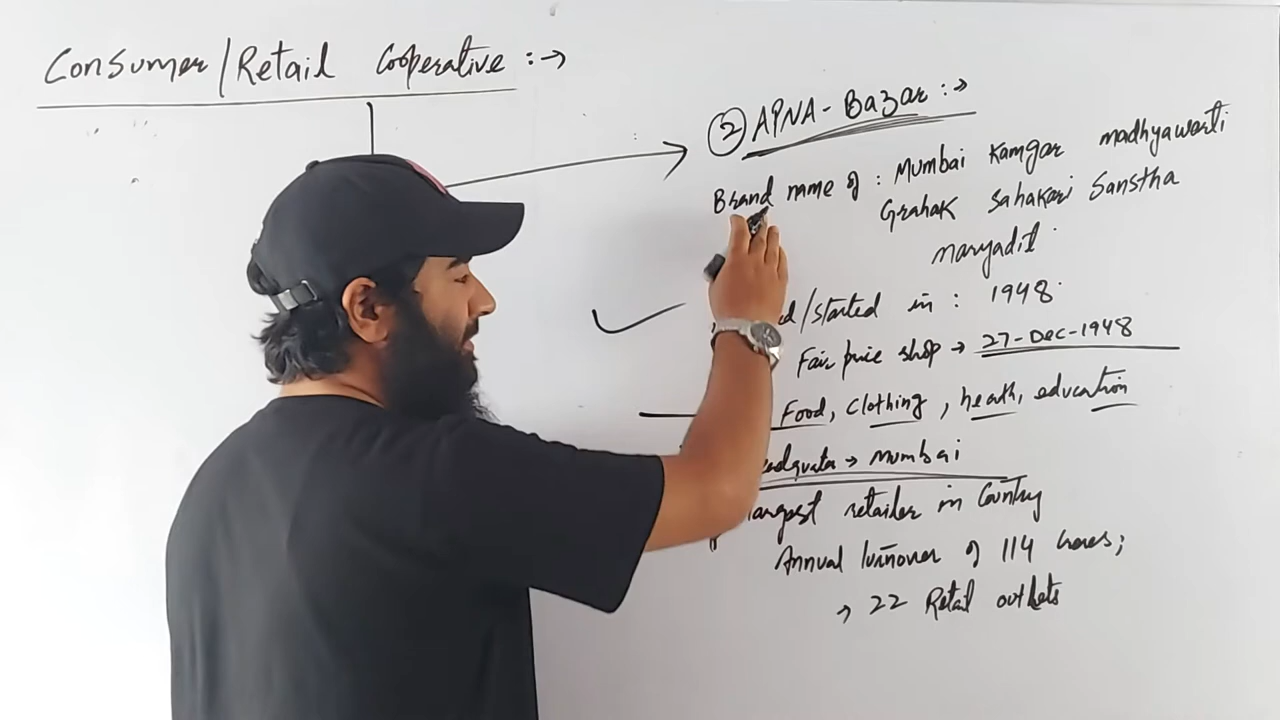 Consumer/Retail Cooperative :→
② APNA-Bazar :→
Brand name of : Mumbai Kamgar madhyawarti
Grahak Sahakari Sanstha
maryadit
/started in : 1948.
Fair price shop → 27-Dec-1948
Food, Clothing, health, education
→ Mumbai
largest retailer in Country
Annual turnover of 114 crores;
→ 22 Retail outlets